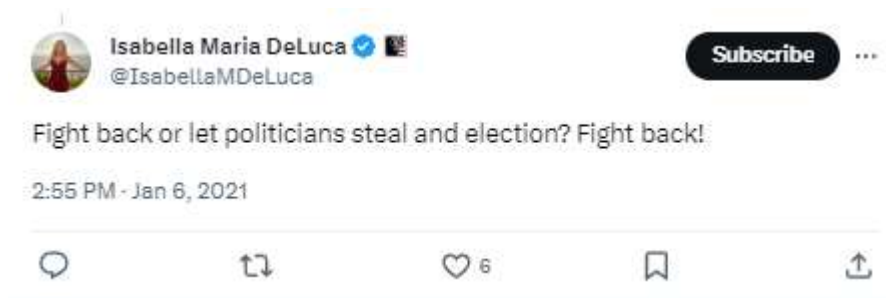 Isabella Maria DeLuca
Subscribe
@IsabellaMDeLuca
Fight back or let politicians steal and election? Fight back!
2:55 PM · Jan 6, 2021
6